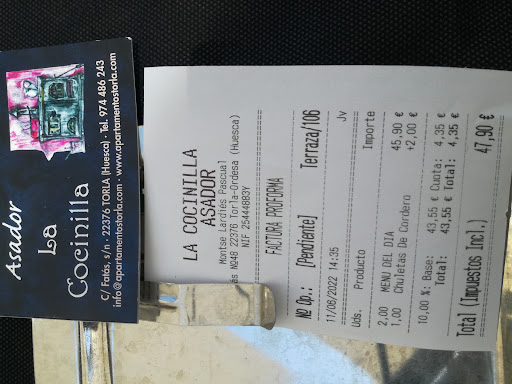 Asador
La
Cocinilla
C/ Fatás, s/n · 22376 TORLA (Huesca) · Tel. 974 486 243
info@apartamentostorla.com · www.apartamentostorla.com
LA COCINILLA
ASADOR
Montse Lardiés Pascual
Nº48 22376 Torla-Ordesa (Huesca)
NIF 25444883Y
FACTURA PROFORMA
Nº Op.: [Pendiente] Terraza/106
11/06/2022 14:35 Jv
Uds. Producto Importe
2,00 MENU DEL DIA 45,90 €
1,00 Chuletas De Cordero +2,00 €
10,00 %: Base: 43,55 € Cuota: 4,35 €
Total: 43,55 € Total: 4,35 €
Total (Impuestos Incl.) 47,90 €